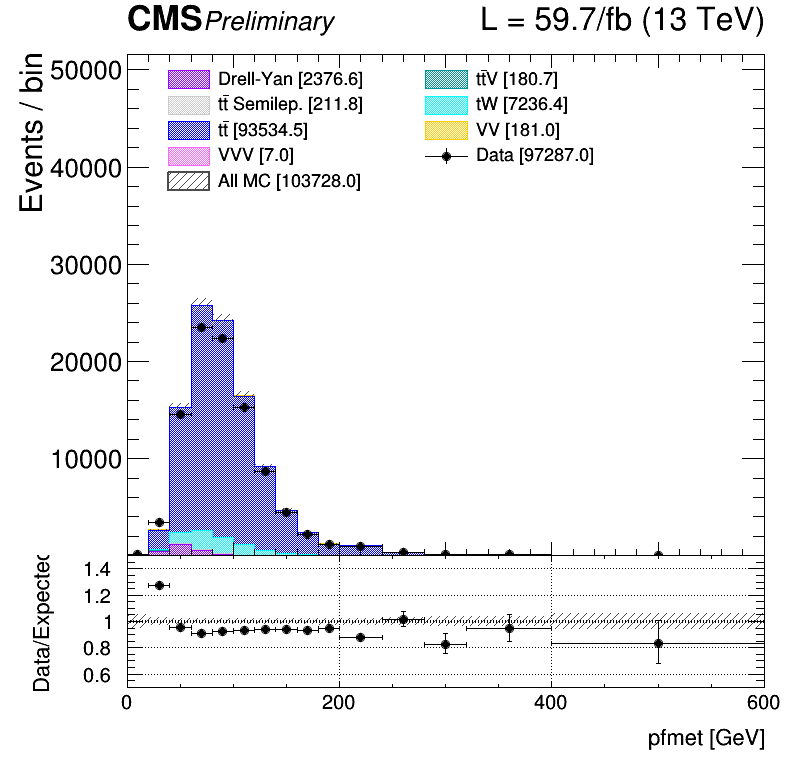 CMS Preliminary L = 59.7/fb (13 TeV)
Events / bin
50000
40000
30000
20000
10000
Drell-Yan [2376.6]
tt̄ Semilep. [211.8]
tt̄ [93534.5]
VVV [7.0]
All MC [103728.0]
tt̄V [180.7]
tW [7236.4]
VV [181.0]
Data [97287.0]
Data/Expected
1.4
1.2
1
0.8
0.6
0 200 400 600
pfmet [GeV]